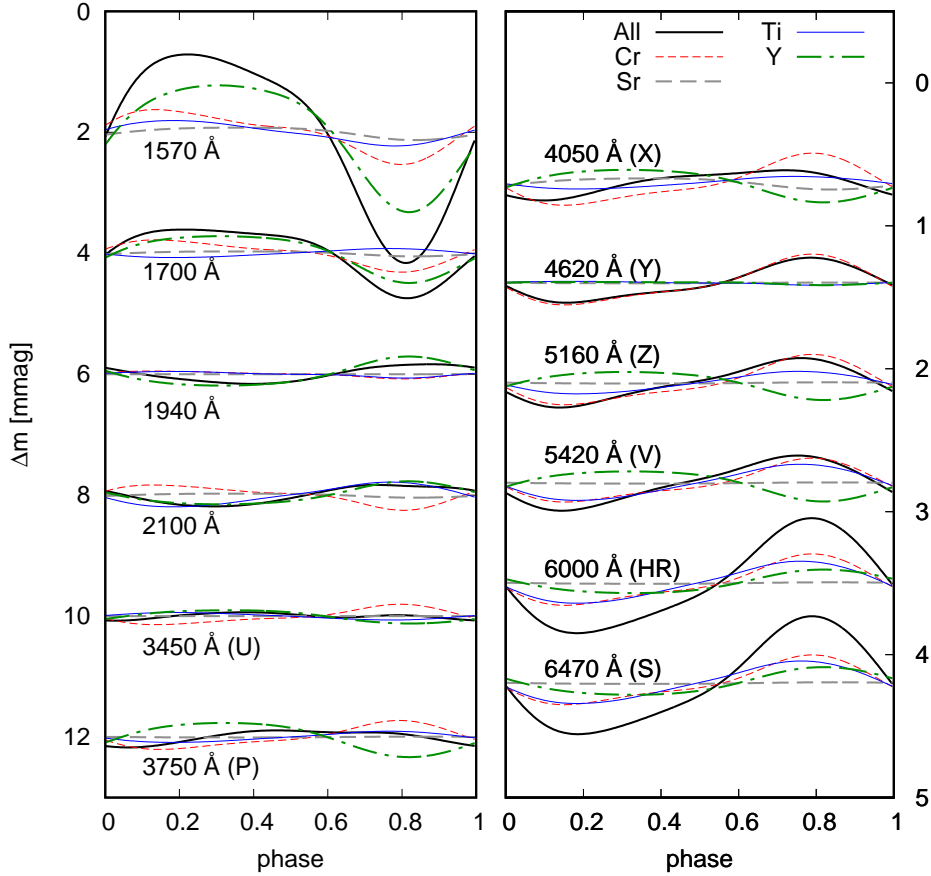 All
Ti
Cr
Y
Sr
Δm [mmag]
0
2
4
6
8
10
12
1570 Å
1700 Å
1940 Å
2100 Å
3450 Å (U)
3750 Å (P)
0 0.2 0.4 0.6 0.8 1
phase
4050 Å (X)
4620 Å (Y)
5160 Å (Z)
5420 Å (V)
6000 Å (HR)
6470 Å (S)
0
1
2
3
4
5
0 0.2 0.4 0.6 0.8 1
phase